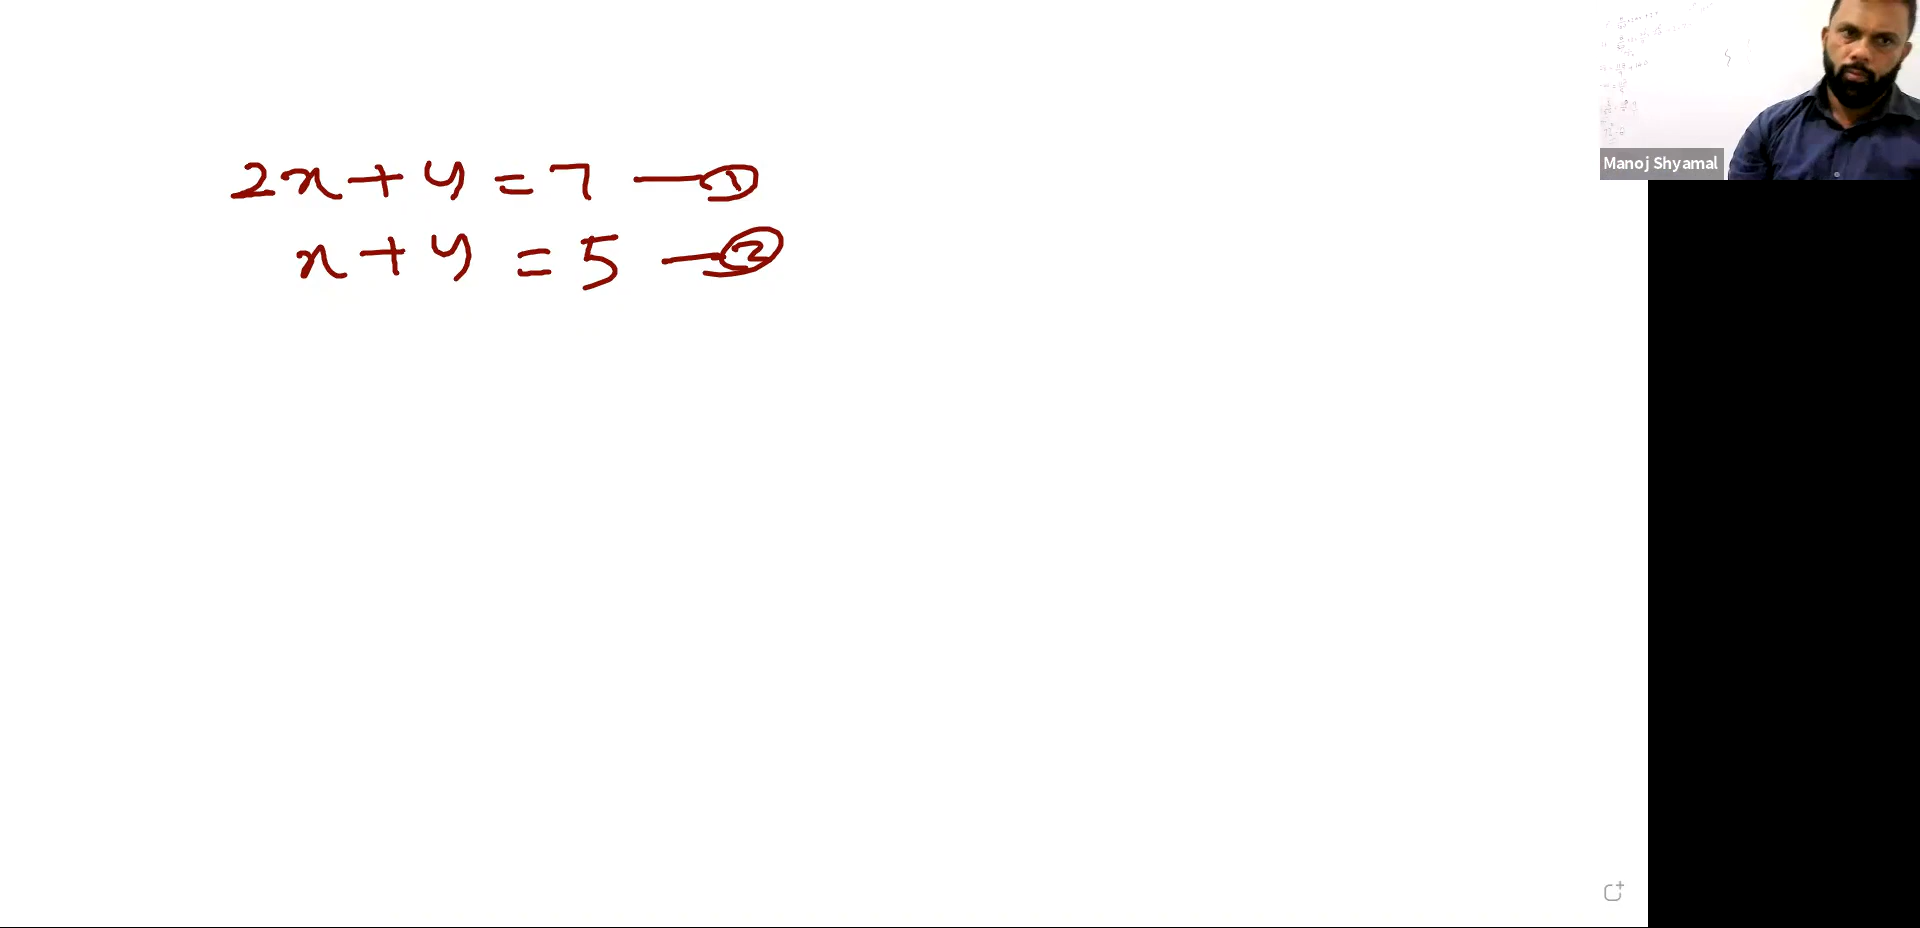 2x + y = 7 — ①
x + y = 5 — ②
Manoj Shyamal